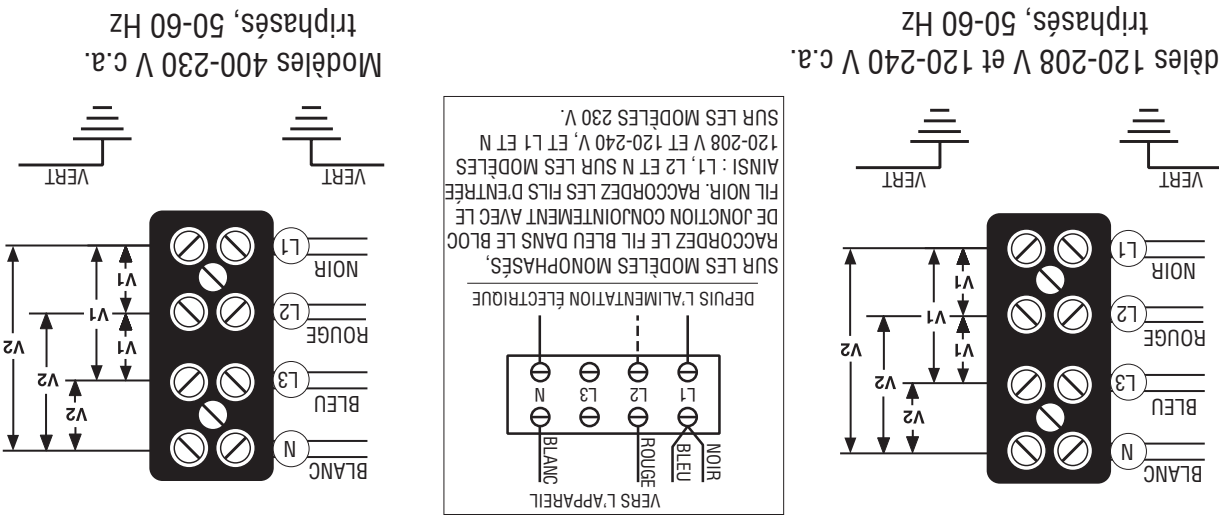 BLANC
N
BLEU
L3
V2
V2
ROUGE
L2
V1
V2
V1
NOIR
L1
V1
VERT
VERT
dèles 120-208 V et 120-240 V c.a.
triphasés, 50-60 Hz
VERS L'APPAREIL
NOIR
BLEU
ROUGE
BLANC
L1 L2 L3 N
DEPUIS L'ALIMENTATION ÉLECTRIQUE
SUR LES MODÈLES MONOPHASÉS,
RACCORDEZ LE FIL BLEU DANS LE BLOC
DE JONCTION CONJOINTEMENT AVEC LE
FIL NOIR. RACCORDEZ LES FILS D'ENTRÉE
AINSI : L1, L2 ET N SUR LES MODÈLES
120-208 V ET 120-240 V, ET L1 ET N
SUR LES MODÈLES 230 V.
BLANC
N
BLEU
L3
V2
V2
ROUGE
L2
V1
V2
V1
NOIR
L1
V1
VERT
VERT
Modèles 400-230 V c.a.
triphasés, 50-60 Hz